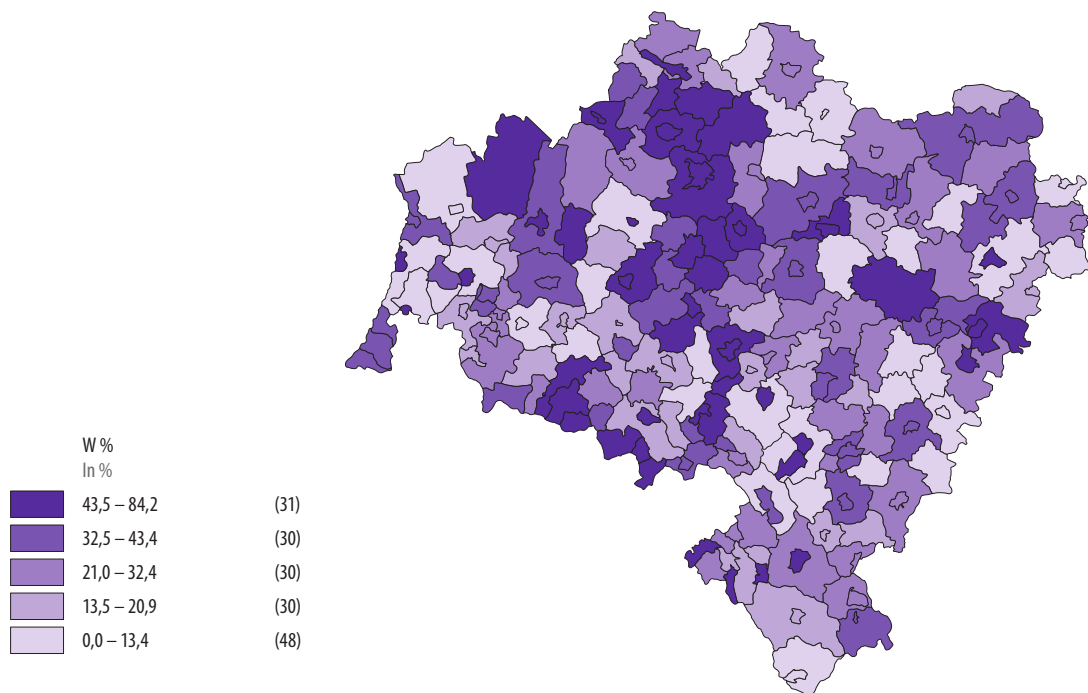 W %
In %
43,5 – 84,2 (31)
32,5 – 43,4 (30)
21,0 – 32,4 (30)
13,5 – 20,9 (30)
0,0 – 13,4 (48)